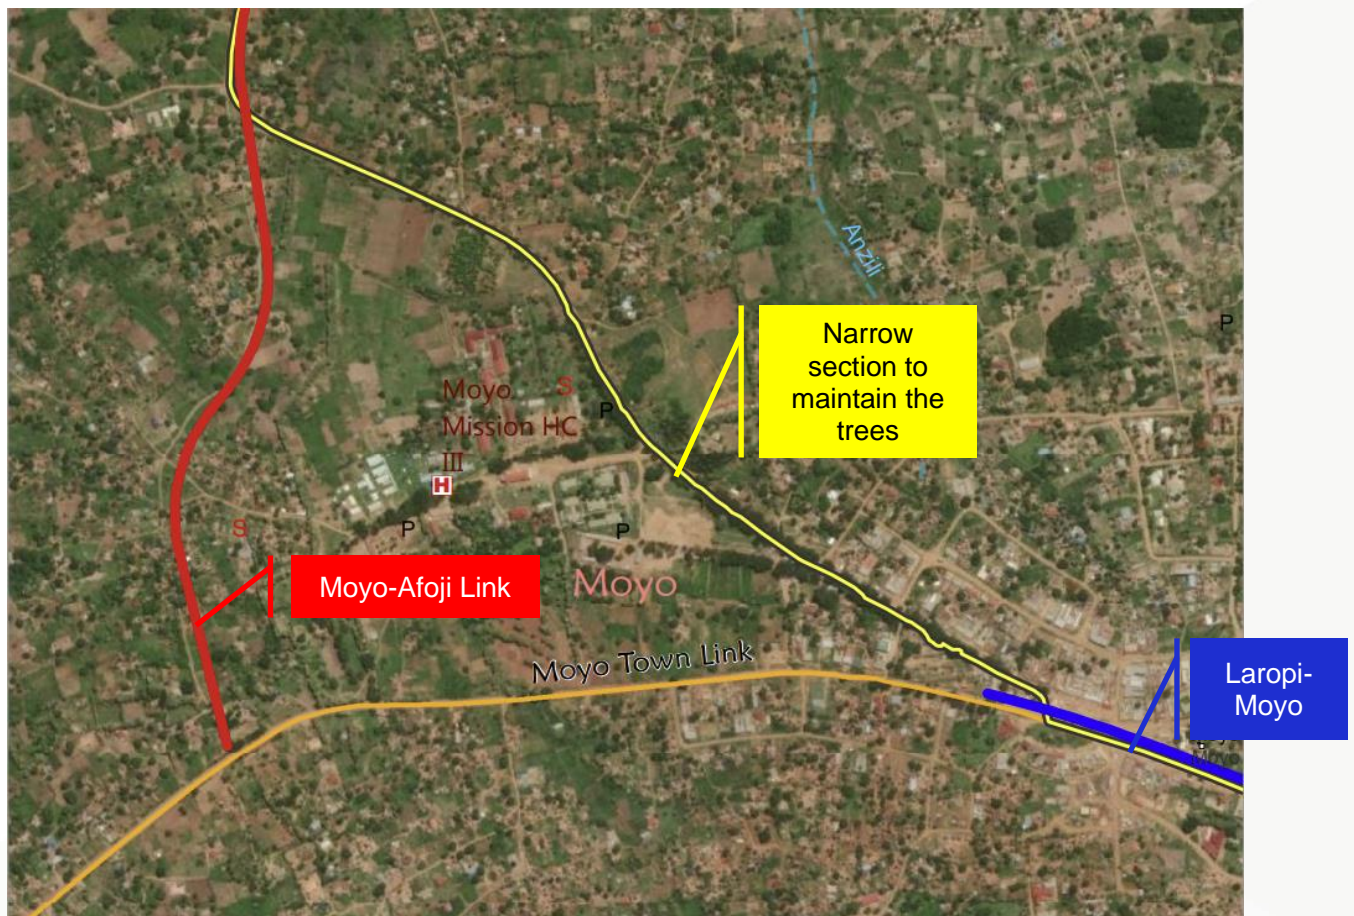 Anzili
P
Narrow
section to
maintain the
trees
Moyo S
Mission HC P
III
H
S
P
P
Moyo-Afoji Link
Moyo
Moyo Town Link
Laropi-
Moyo
Moyo